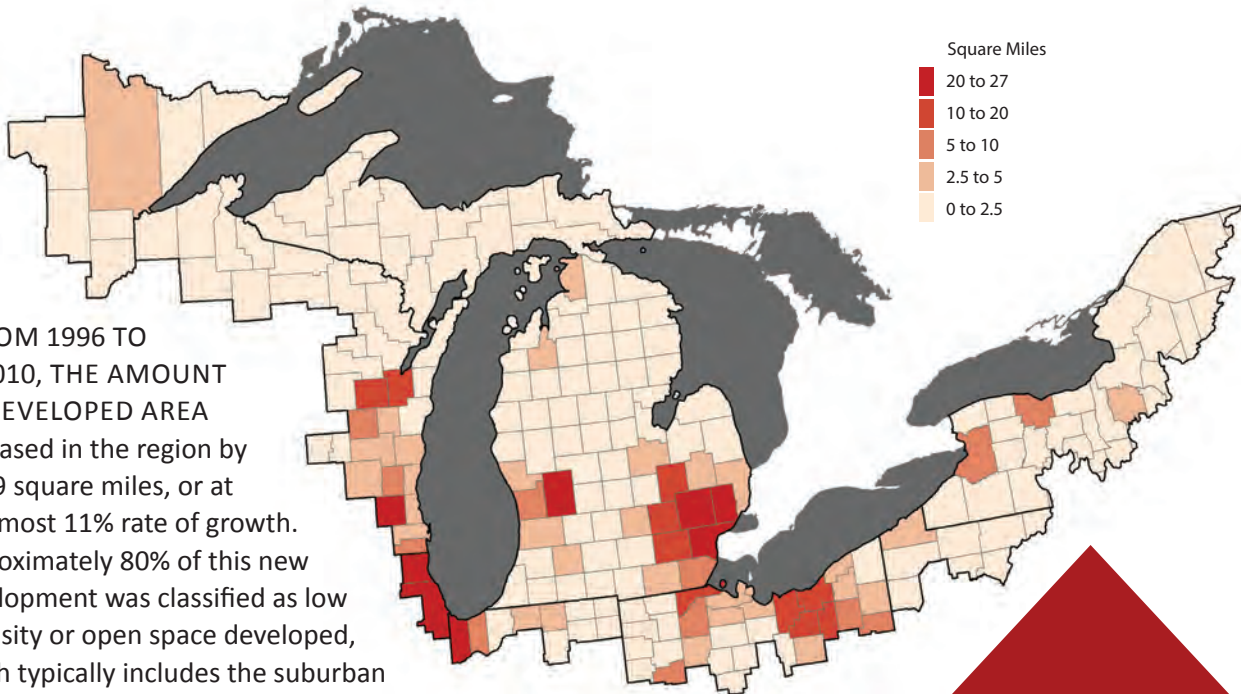 Square Miles
20 to 27
10 to 20
5 to 10
2.5 to 5
0 to 2.5
OM 1996 TO
010, THE AMOUNT
EVELOPED AREA
ased in the region by
9 square miles, or at
most 11% rate of growth.
oximately 80% of this new
lopment was classified as low
sity or open space developed,
h typically includes the suburban